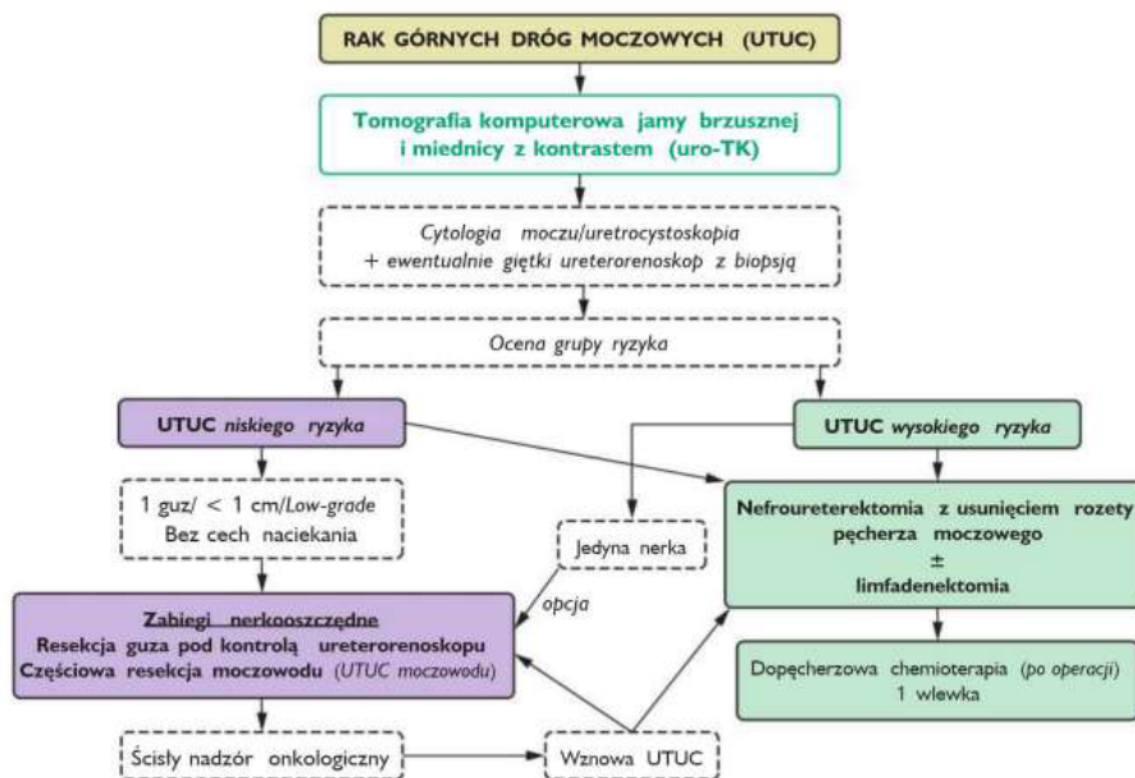 RAK GÓRNYCH DRÓG MOCZOWYCH (UTUC)
Tomografia komputerowa jamy brzusznej
i miednicy z kontrastem (uro-TK)
Cytologia moczu/uretrocystoskopia
+ ewentualnie giętki ureterorenoskop z biopsją
Ocena grupy ryzyka
UTUC niskiego ryzyka
UTUC wysokiego ryzyka
1 guz/ < 1 cm/Low-grade
Bez cech naciekania
Jedyna nerka
Nefroureterektomia z usunięciem rozety
pęcherza moczowego
±
limfadenektomia
opcja
Zabiegi nerkooszczędne
Resekcja guza pod kontrolą ureterorenoskopu
Częściowa resekcja moczowodu (UTUC moczowodu)
Dopęcherzowa chemioterapia (po operacji)
1 wlewka
Ścisły nadzór onkologiczny
Wznowa UTUC